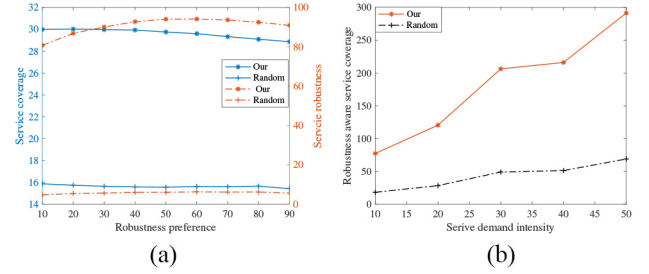 32
30
28
26
24
22
20
18
16
14
Service coverage
100
80
60
40
20
0
Servcie robustness
Our
Random
Our
Random
10 20 30 40 50 60 70 80 90
Robustness preference
(a)
300
250
200
150
100
50
0
Robustness aware service coverage
Our
Random
10 15 20 25 30 35 40 45 50
Serive demand intensity
(b)